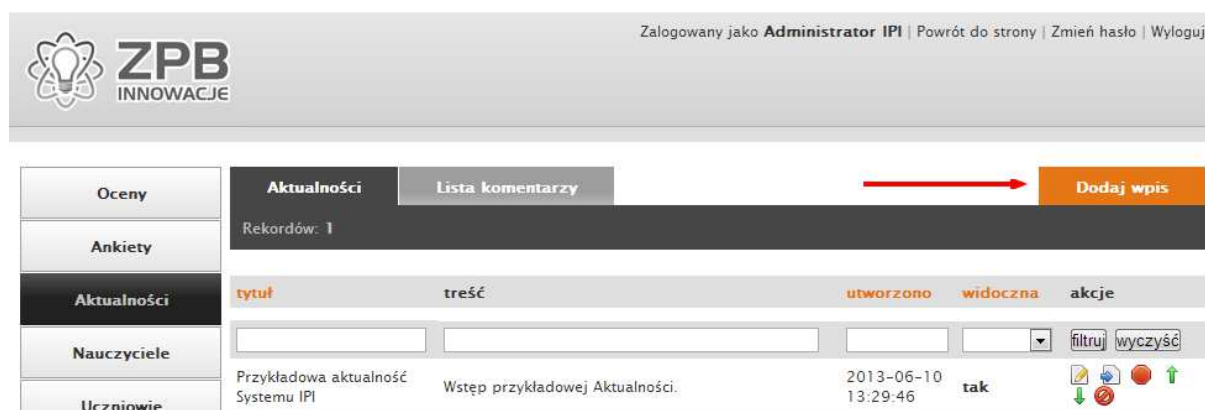 Zalogowany jako Administrator IPI | Powrót do strony | Zmień hasło | Wyloguj
ZPB
INNOWACJE
Oceny
Ankiety
Aktualności
Nauczyciele
Uczniowie
Aktualności Lista komentarzy Dodaj wpis
Rekordów: 1
tytuł treść utworzono widoczna akcje
filtruj wyczyść
Przykładowa aktualność Systemu IPI Wstęp przykładowej Aktualności. 2013-06-10 13:29:46 tak